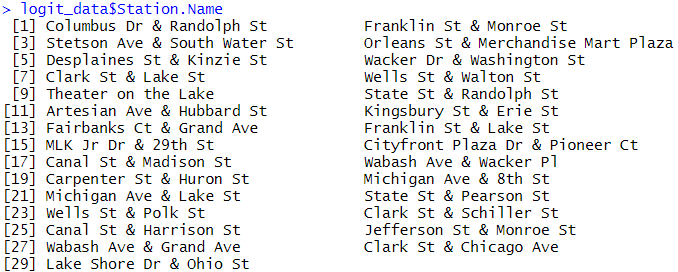 > logit_data$Station.Name
[1] Columbus Dr & Randolph St Franklin St & Monroe St
[3] Stetson Ave & South Water St Orleans St & Merchandise Mart Plaza
[5] Desplaines St & Kinzie St Wacker Dr & Washington St
[7] Clark St & Lake St Wells St & Walton St
[9] Theater on the Lake State St & Randolph St
[11] Artesian Ave & Hubbard St Kingsbury St & Erie St
[13] Fairbanks Ct & Grand Ave Franklin St & Lake St
[15] MLK Jr Dr & 29th St Cityfront Plaza Dr & Pioneer Ct
[17] Canal St & Madison St Wabash Ave & Wacker Pl
[19] Carpenter St & Huron St Michigan Ave & 8th St
[21] Michigan Ave & Lake St State St & Pearson St
[23] Wells St & Polk St Clark St & Schiller St
[25] Canal St & Harrison St Jefferson St & Monroe St
[27] Wabash Ave & Grand Ave Clark St & Chicago Ave
[29] Lake Shore Dr & Ohio St